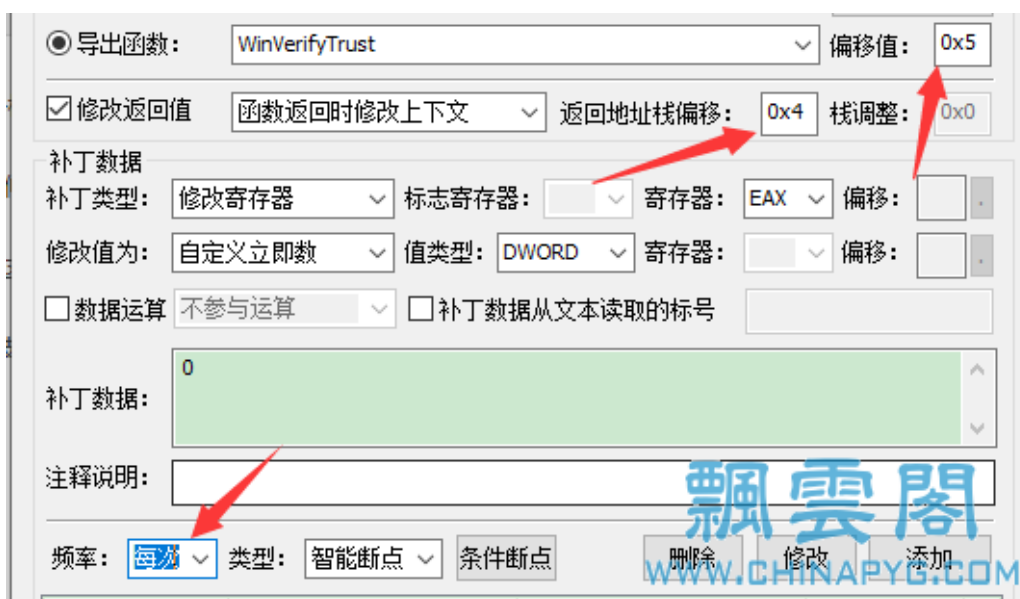 导出函数: WinVerifyTrust 偏移值: 0x5
修改返回值 函数返回时修改上下文 返回地址栈偏移: 0x4 栈调整: 0x0
补丁数据
补丁类型: 修改寄存器 标志寄存器: 寄存器: EAX 偏移: .
修改值为: 自定义立即数 值类型: DWORD 寄存器: 偏移: .
数据运算 不参与运算 补丁数据从文本读取的标号
补丁数据: 0
注释说明:
飄雲閣
频率: 每次 类型: 智能断点 条件断点 删除 修改 添加
WWW.CHINAPYG.COM